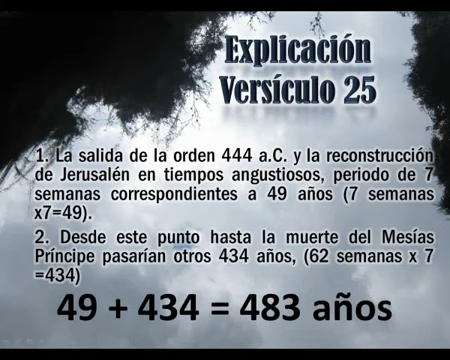 Explicación
Versículo 25
1. La salida de la orden 444 a.C. y la reconstrucción
de Jerusalén en tiempos angustiosos, periodo de 7
semanas correspondientes a 49 años (7 semanas
x7=49).
2. Desde este punto hasta la muerte del Mesías
Príncipe pasarían otros 434 años, (62 semanas x 7
=434)
49 + 434 = 483 años